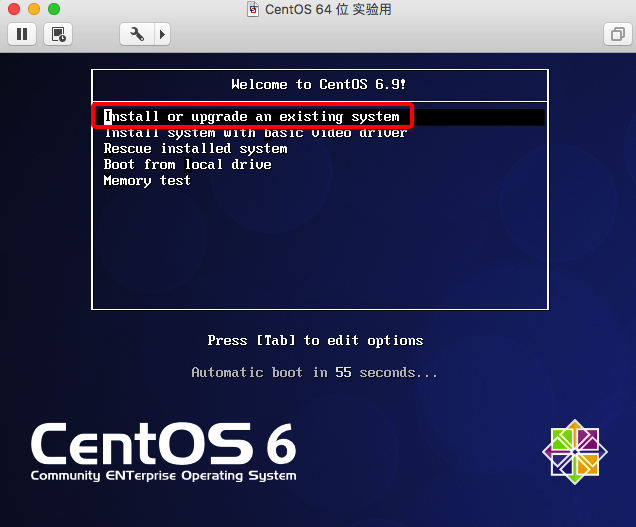 CentOS 64 位 实验用
Welcome to CentOS 6.9!
Install or upgrade an existing system
Install system with basic video driver
Rescue installed system
Boot from local drive
Memory test
Press [Tab] to edit options
Automatic boot in 55 seconds...
CentOS 6
Community ENTerprise Operating System